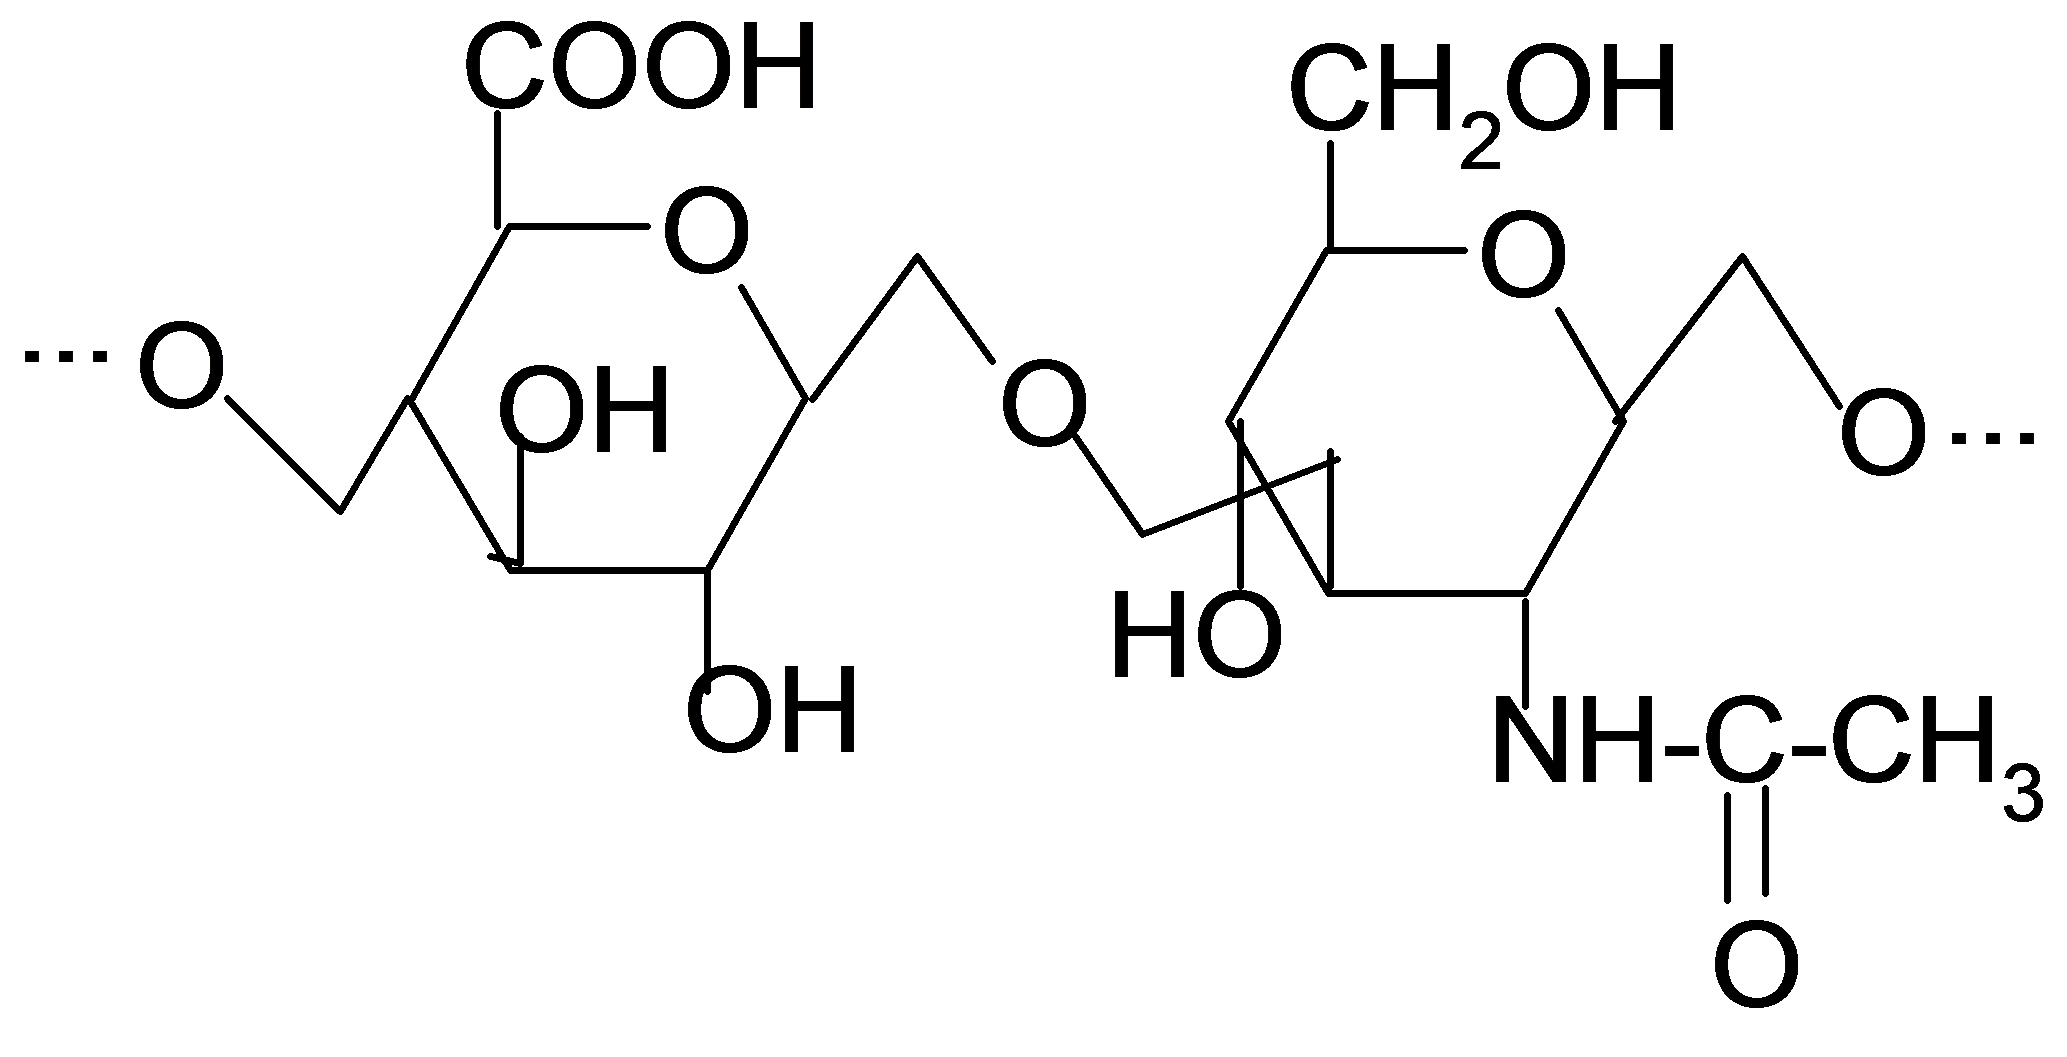 COOH
CH2OH
O
O
... O
OH
O
O ...
HO
OH
NH-C-CH3
O